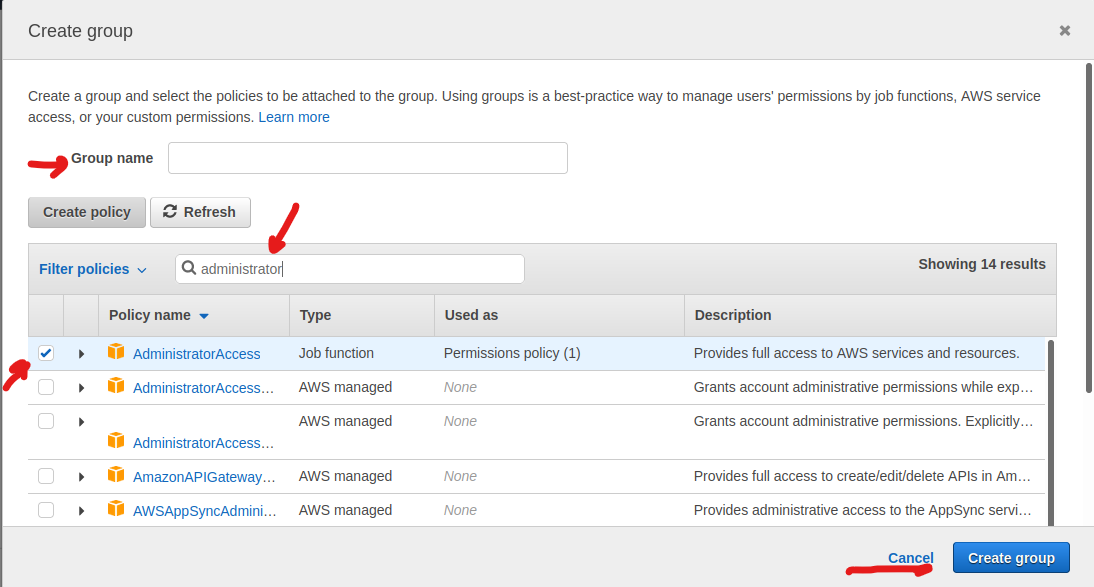 Create group
Create a group and select the policies to be attached to the group. Using groups is a best-practice way to manage users' permissions by job functions, AWS service
access, or your custom permissions. Learn more
Group name
Create policy Refresh
Filter policies administrator Showing 14 results
Policy name Type Used as Description
AdministratorAccess Job function Permissions policy (1) Provides full access to AWS services and resources.
AdministratorAccess… AWS managed None Grants account administrative permissions while exp…
AWS managed None Grants account administrative permissions. Explicitly…
AdministratorAccess…
AmazonAPIGateway… AWS managed None Provides full access to create/edit/delete APIs in Am…
AWSAppSyncAdmini… AWS managed None Provides administrative access to the AppSync servi…
Cancel Create group